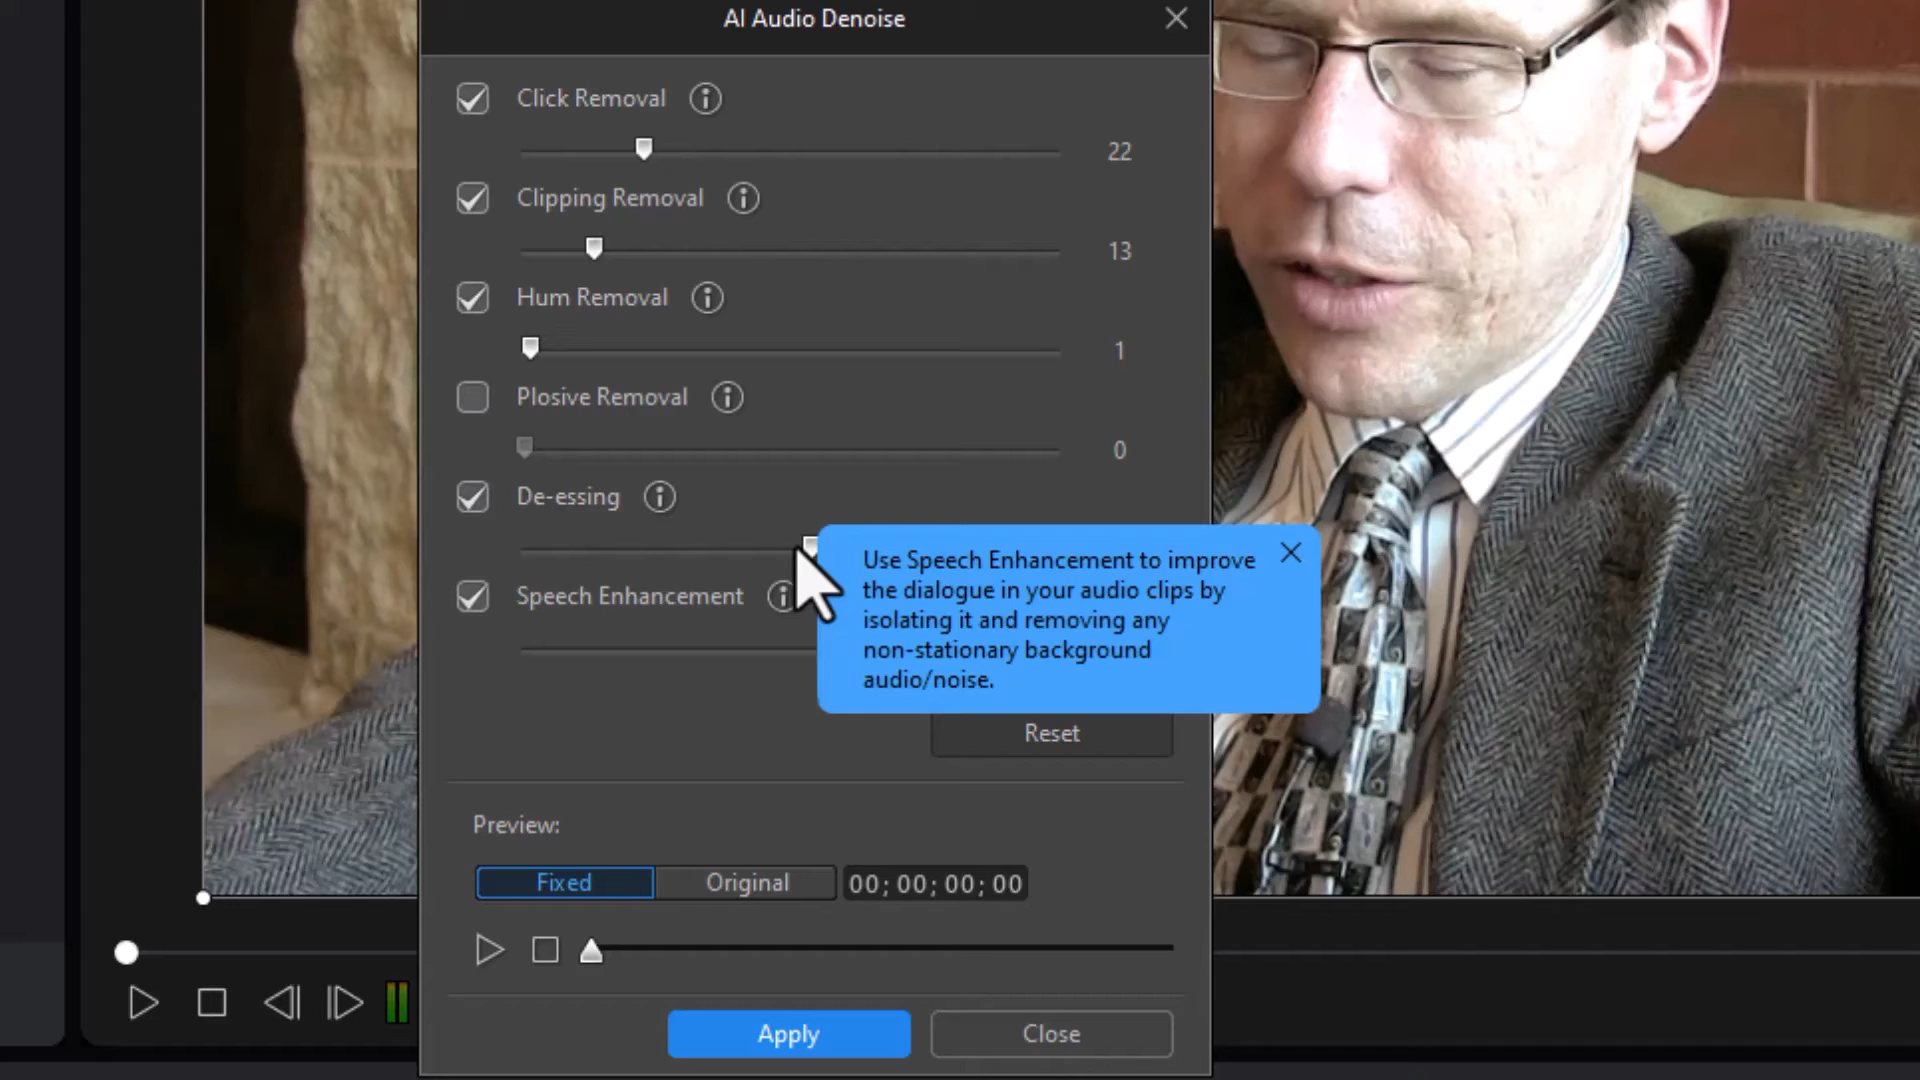 AI Audio Denoise
Click Removal
22
Clipping Removal
13
Hum Removal
1
Plosive Removal
0
De-essing
Speech Enhancement
Use Speech Enhancement to improve
the dialogue in your audio clips by
isolating it and removing any
non-stationary background
audio/noise.
Reset
Preview:
Fixed
Original
00;00;00;00
Apply
Close